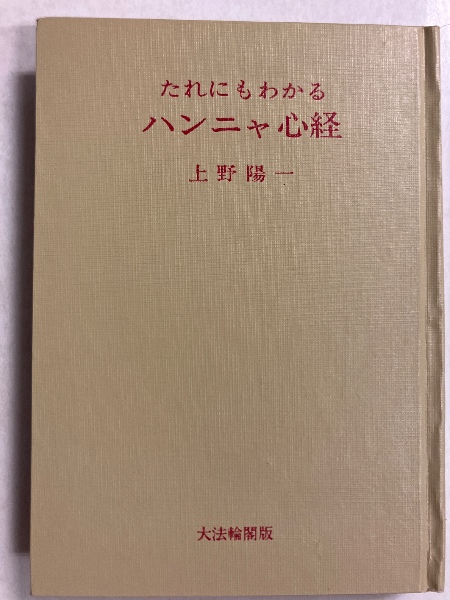 たれにもわかる
ハンニャ心経
上野陽一
大法輪閣版